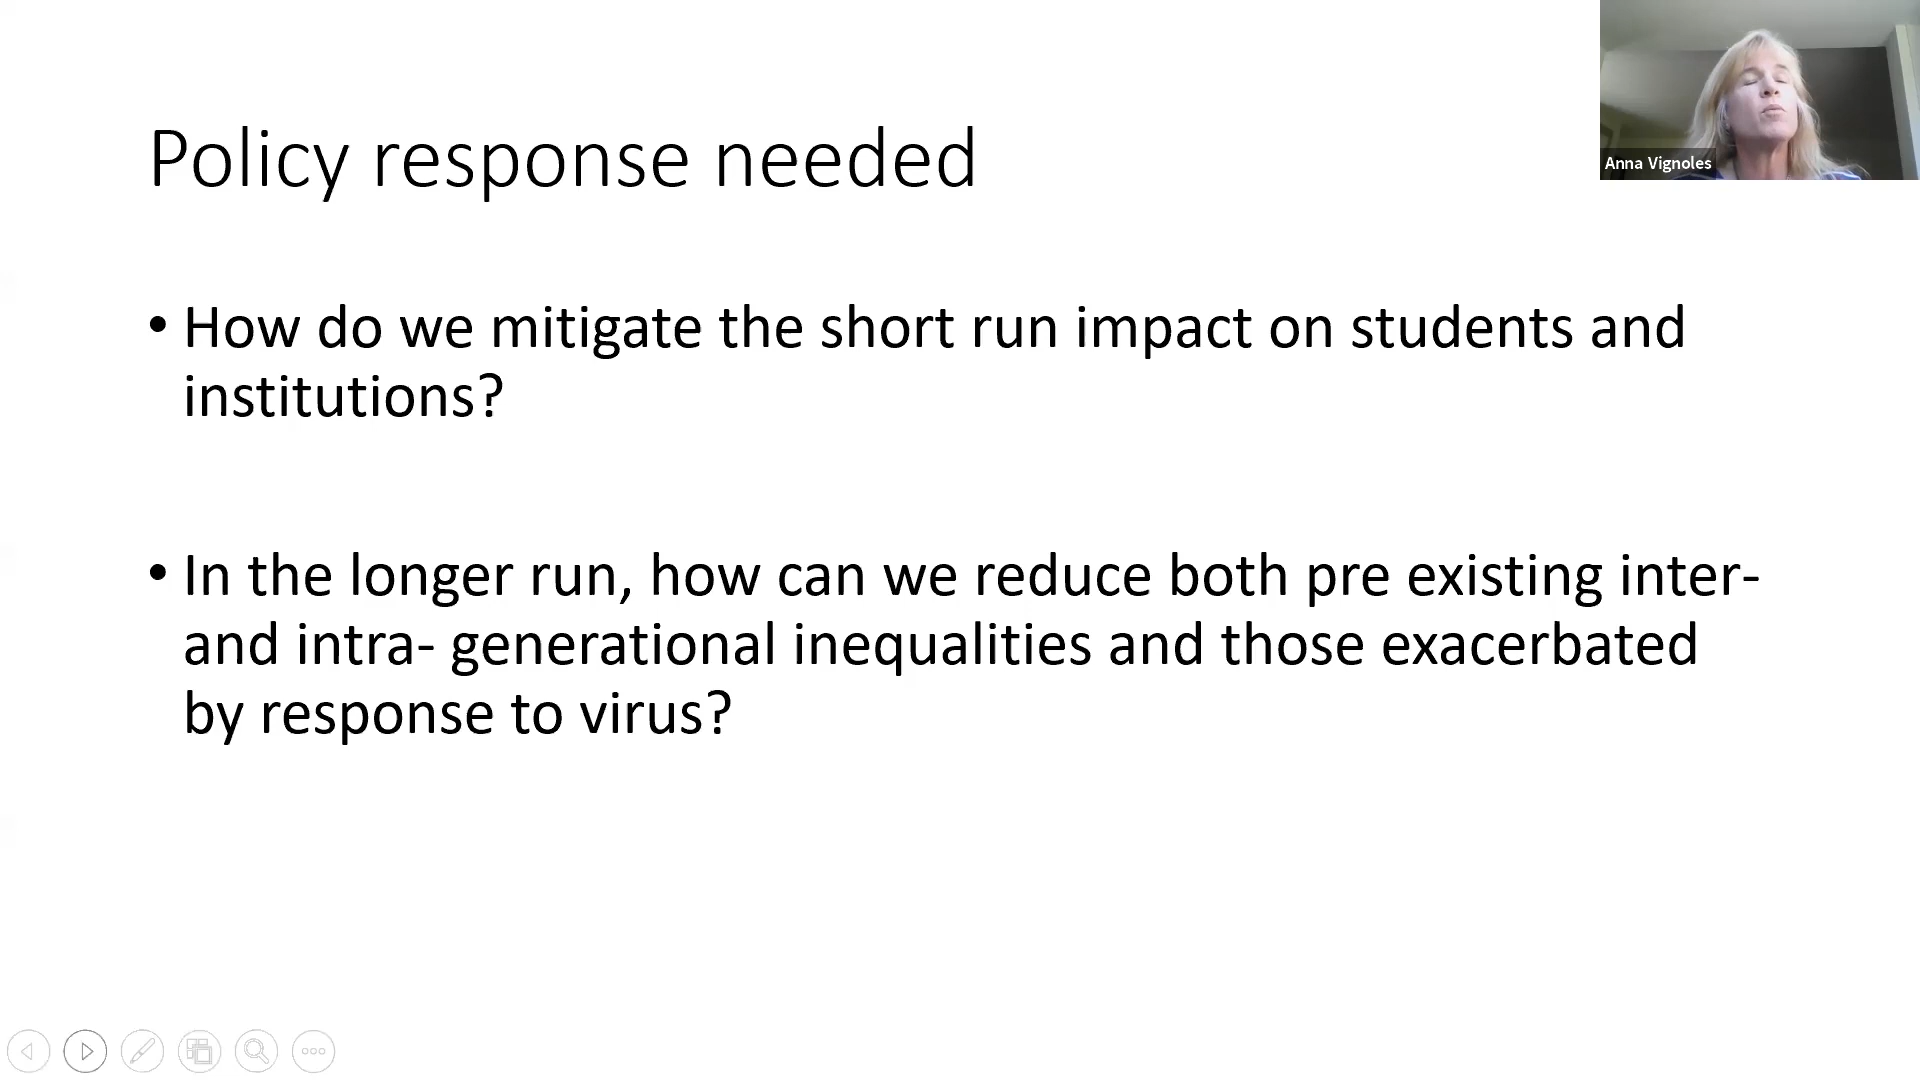 Policy response needed
Anna Vignoles
• How do we mitigate the short run impact on students and
institutions?
• In the longer run, how can we reduce both pre existing inter-
and intra- generational inequalities and those exacerbated
by response to virus?